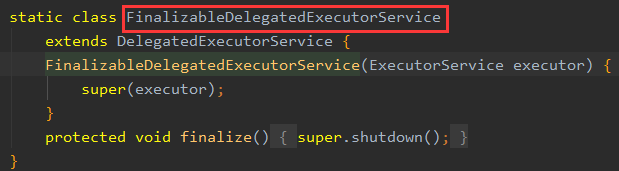 static class FinalizableDelegatedExecutorService
extends DelegatedExecutorService {
FinalizableDelegatedExecutorService(ExecutorService executor) {
super(executor);
}
protected void finalize() { super.shutdown(); }
}